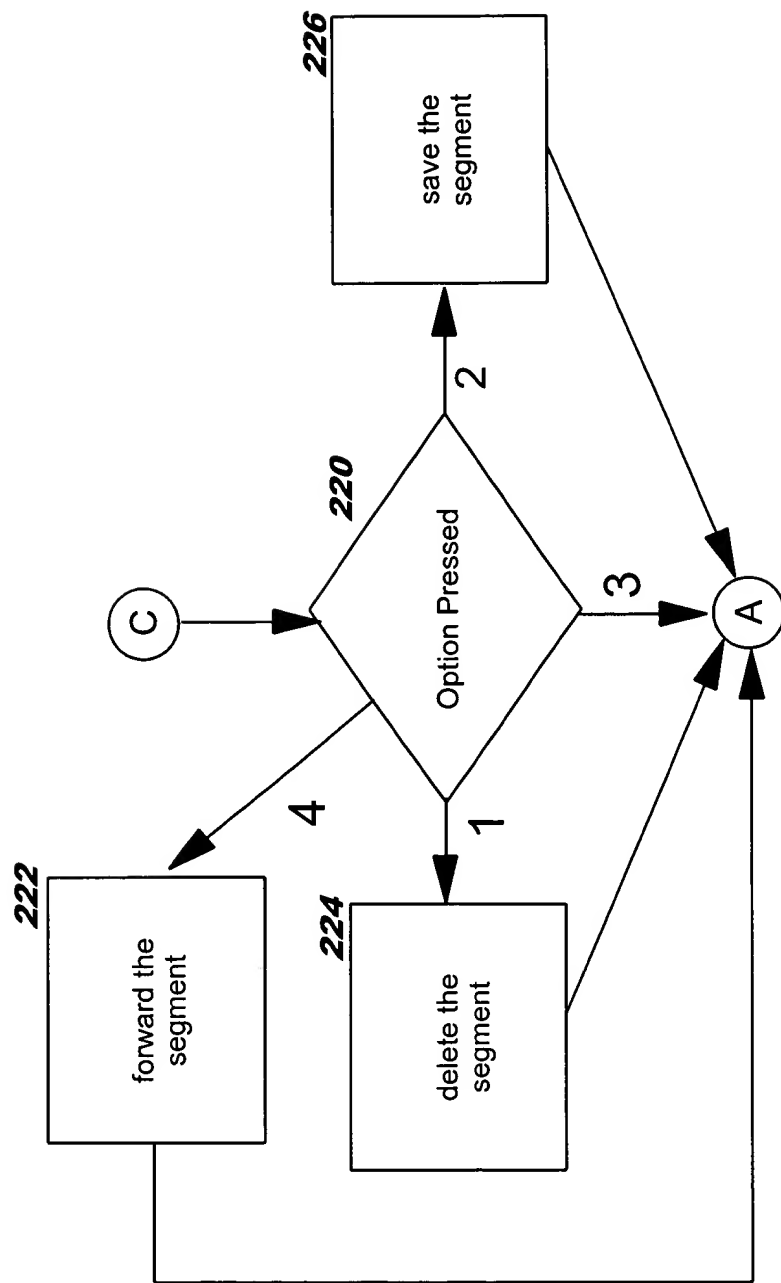 C
222
forward the
segment
4
220
Option Pressed
224
delete the
segment
1
2
226
save the
segment
3
A